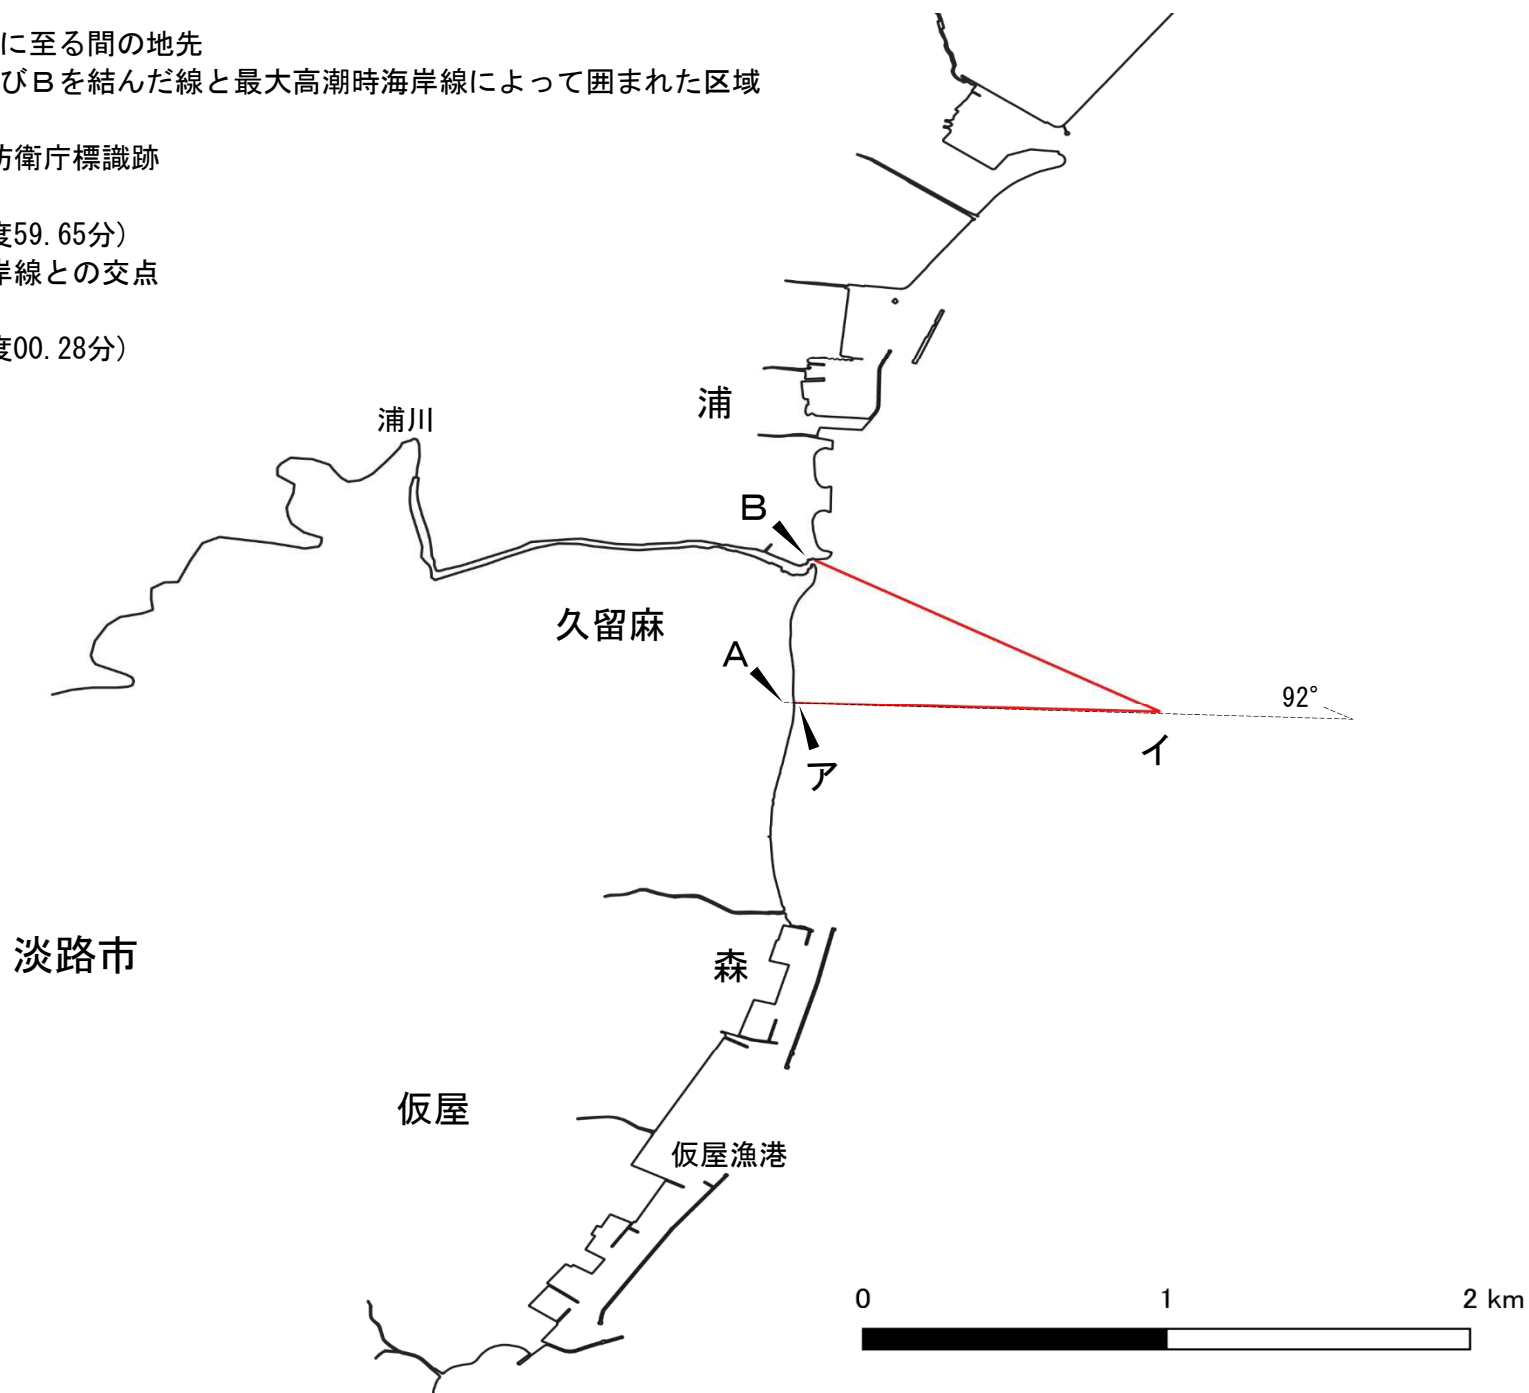 に至る間の地先
びBを結んだ線と最大高潮時海岸線によって囲まれた区域
防衛庁標識跡
度59.65分)
岸線との交点
度00.28分)
浦川
浦
B
久留麻
A
92°
イ
ア
淡路市
森
仮屋
仮屋漁港
0 1 2 km